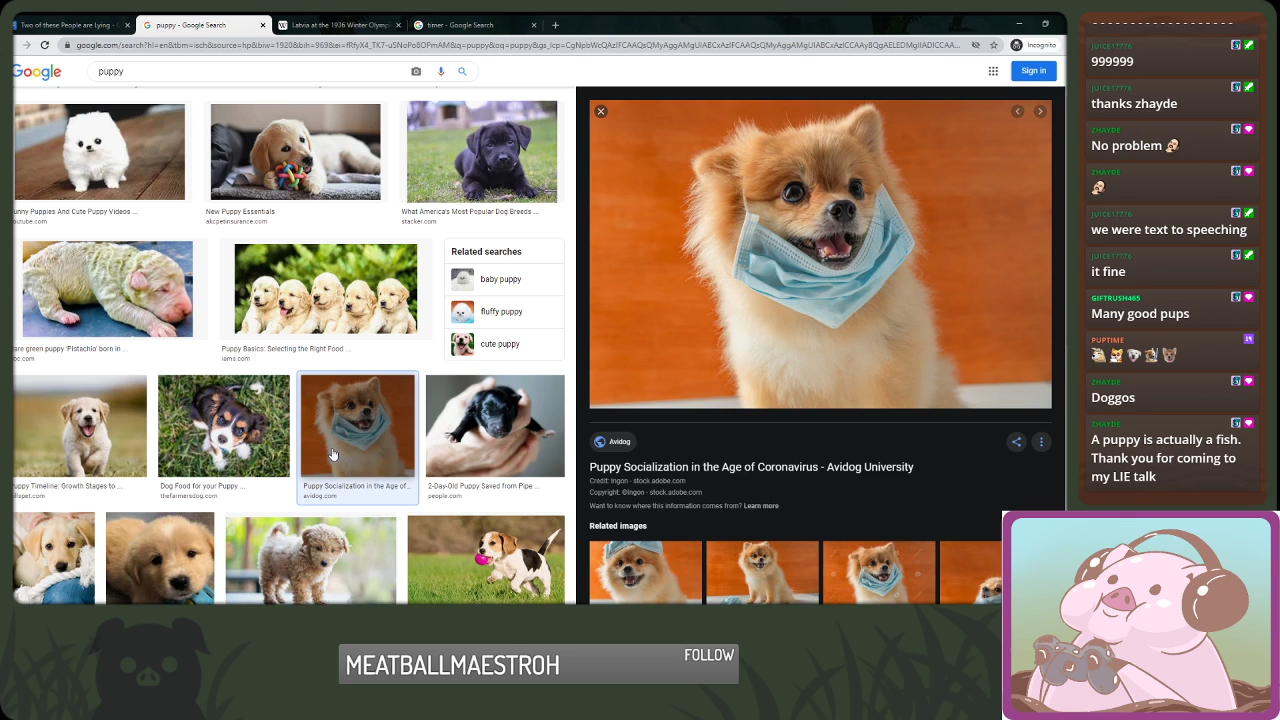 Two of these People are Lying -
puppy - Google Search
Latvia at the 1936 Winter Olymp
timer - Google Search
Incognito
Google
puppy
Sign in
unny Puppies And Cute Puppy Videos ...
outube.com
New Puppy Essentials
akcpetinsurance.com
What America's Most Popular Dog Breeds ...
stacker.com
are green puppy 'Pistachio' born in ...
bc.com
Puppy Basics: Selecting the Right Food ...
iams.com
Related searches
baby puppy
fluffy puppy
cute puppy
uppy Timeline: Growth Stages to ...
illspet.com
Dog Food for your Puppy ...
thefarmersdog.com
Puppy Socialization in the Age of...
avidog.com
2-Day-Old Puppy Saved from Pipe ...
people.com
Avidog
Puppy Socialization in the Age of Coronavirus - Avidog University
Credit: Ingon - stock.adobe.com
Copyright: ©Ingon - stock.adobe.com
Want to know where this information comes from? Learn more
Related images
JUICE17776
999999
JUICE17776
thanks zhayde
ZHAYDE
No problem
ZHAYDE
JUICE17776
we were text to speeching
JUICE17776
it fine
GIFTRUSH465
Many good pups
PUPTIME
ZHAYDE
Doggos
ZHAYDE
A puppy is actually a fish.
Thank you for coming to
my LIE talk
MEATBALLMAESTROH
FOLLOW